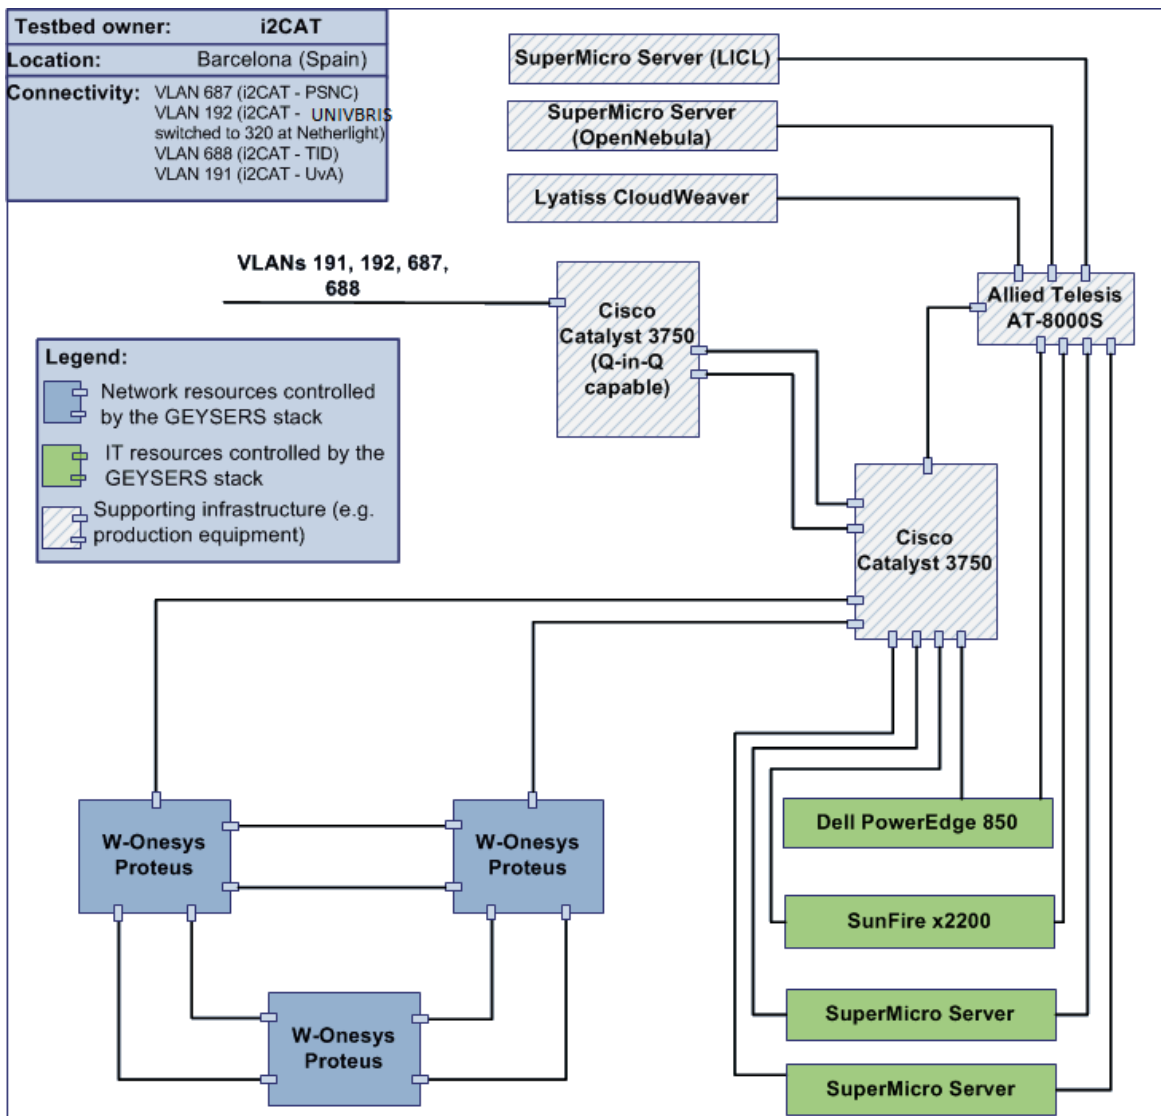 Testbed owner: i2CAT
Location: Barcelona (Spain)
Connectivity: VLAN 687 (i2CAT - PSNC)
VLAN 192 (i2CAT - UNIVBRIS
switched to 320 at Netherlight)
VLAN 688 (i2CAT - TID)
VLAN 191 (i2CAT - UvA)
SuperMicro Server (LICL)
SuperMicro Server
(OpenNebula)
Lyatiss CloudWeaver
VLANs 191, 192, 687,
688
Cisco
Catalyst 3750
(Q-in-Q
capable)
Allied Telesis
AT-8000S
Legend:
Network resources controlled
by the GEYSERS stack
IT resources controlled by the
GEYSERS stack
Supporting infrastructure (e.g.
production equipment)
Cisco
Catalyst 3750
W-Onesys
Proteus
W-Onesys
Proteus
W-Onesys
Proteus
Dell PowerEdge 850
SunFire x2200
SuperMicro Server
SuperMicro Server